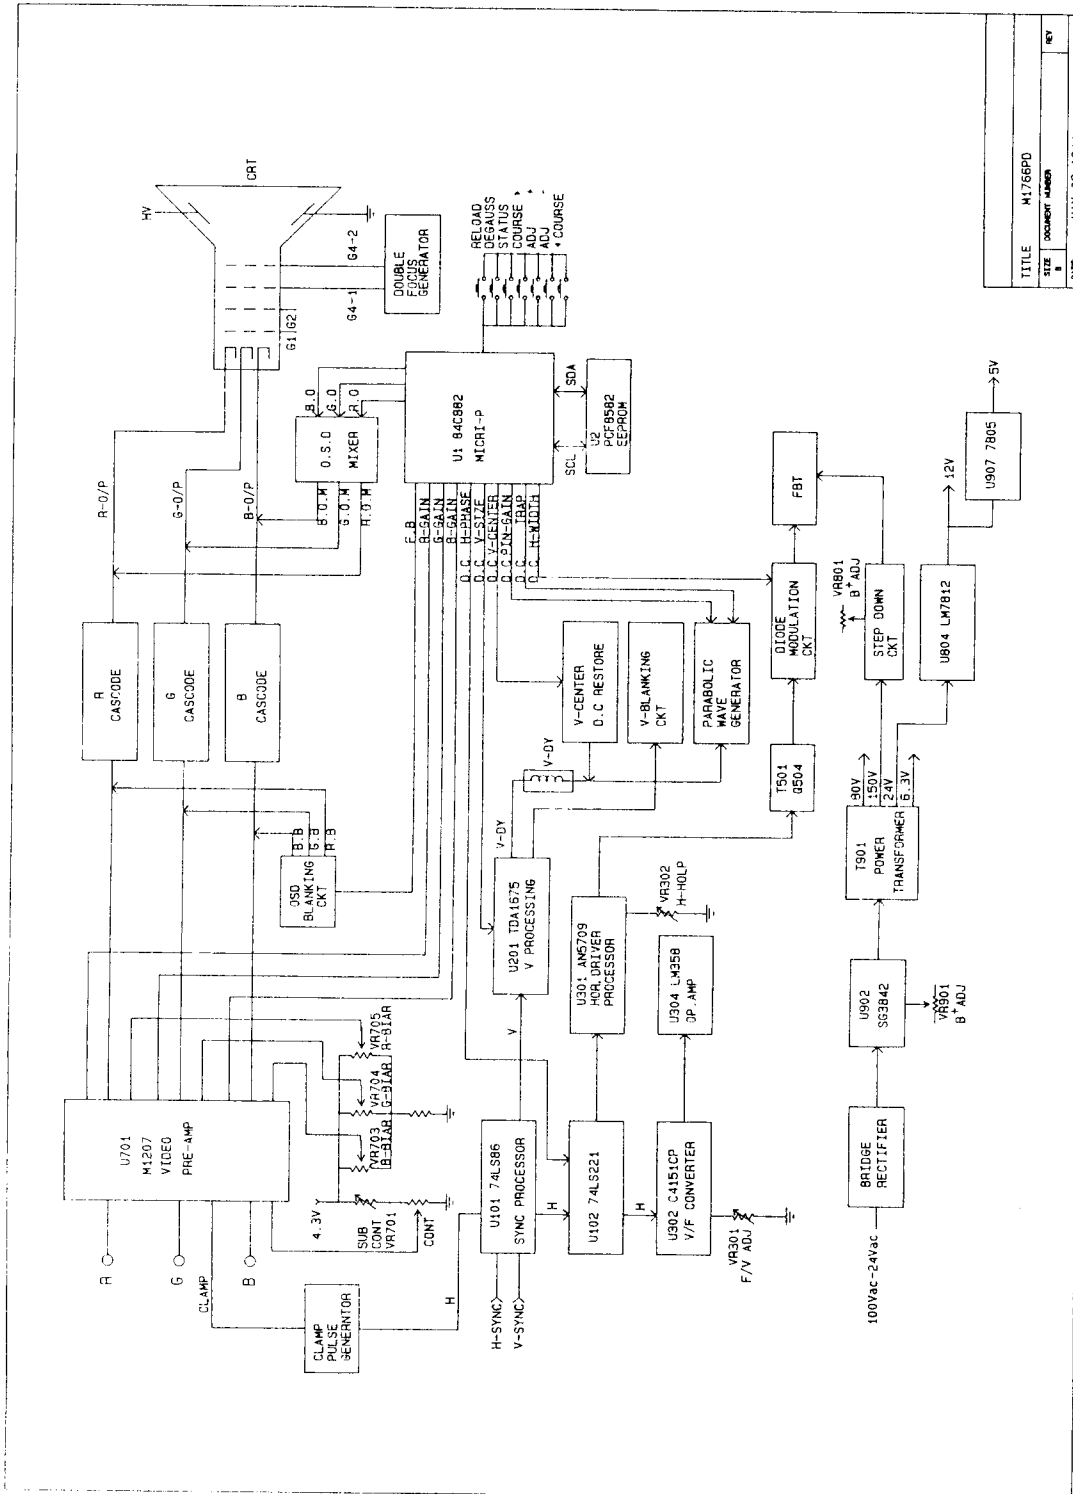 R
G
B
CLAMP
CLAMP
PULSE
GENERNTOR
H
U701
M1207
VIDEO
PRE-AMP
4.3V
SUB
CONT
VR701
CONT
VR703
B-BIAR
VR704
G-BIAR
VR705
R-BIAR
OSD
BLANKING
CKT
B.B
G.B
R.B
R
CASCODE
G
CASCODE
B
CASCODE
R-O/P
G-O/P
B-O/P
B.O.M
G.O.M
R.O.M
O.S.D
MIXER
B.O
G.O
R.O
HV
CRT
G1
G2
G4-1
G4-2
DOUBLE
FOCUS
GENERATOR
F.B
R-GAIN
G-GAIN
B-GAIN
D.C H-PHASE
D.C V-SIZE
D.C V-CENTER
D.C PIN-GAIN
D.C TRAP
D.C H-WIDTH
U1 84C882
MICRI-P
RELOAD
DEGAUSS
STATUS
COURSE
ADJ +
ADJ -
COURSE
SCL
SDA
U2
PCF8582
EEPROM
H-SYNC
V-SYNC
U101 74LS86
SYNC PROCESSOR
V
H
U102 74LS221
H
U302 C4151CP
V/F CONVERTER
VR301
F/V ADJ
U201 TDA1675
V PROCESSING
V-DY
V-DY
V-CENTER
D.C RESTORE
V-BLANKING
CKT
PARABOLIC
WAVE
GENERATOR
U301 AN5709
HOR. DRIVER
PROCESSOR
VR302
H-HOLP
U304 LM358
OP.AMP
T501
Q504
DIODE
MODULATION
CKT
FBT
100Vac-24Vac
BRIDGE
RECTIFIER
U902
SG3842
VR901
B+ADJ
T901
POWER
TRANSFORMER
80V
150V
24V
6.3V
VR801
B+ADJ
STEP DOWN
CKT
U804 LM7812
12V
U907 7805
5V
TITLE M1766PD
SIZE DOCUMENT NUMBER REV
B